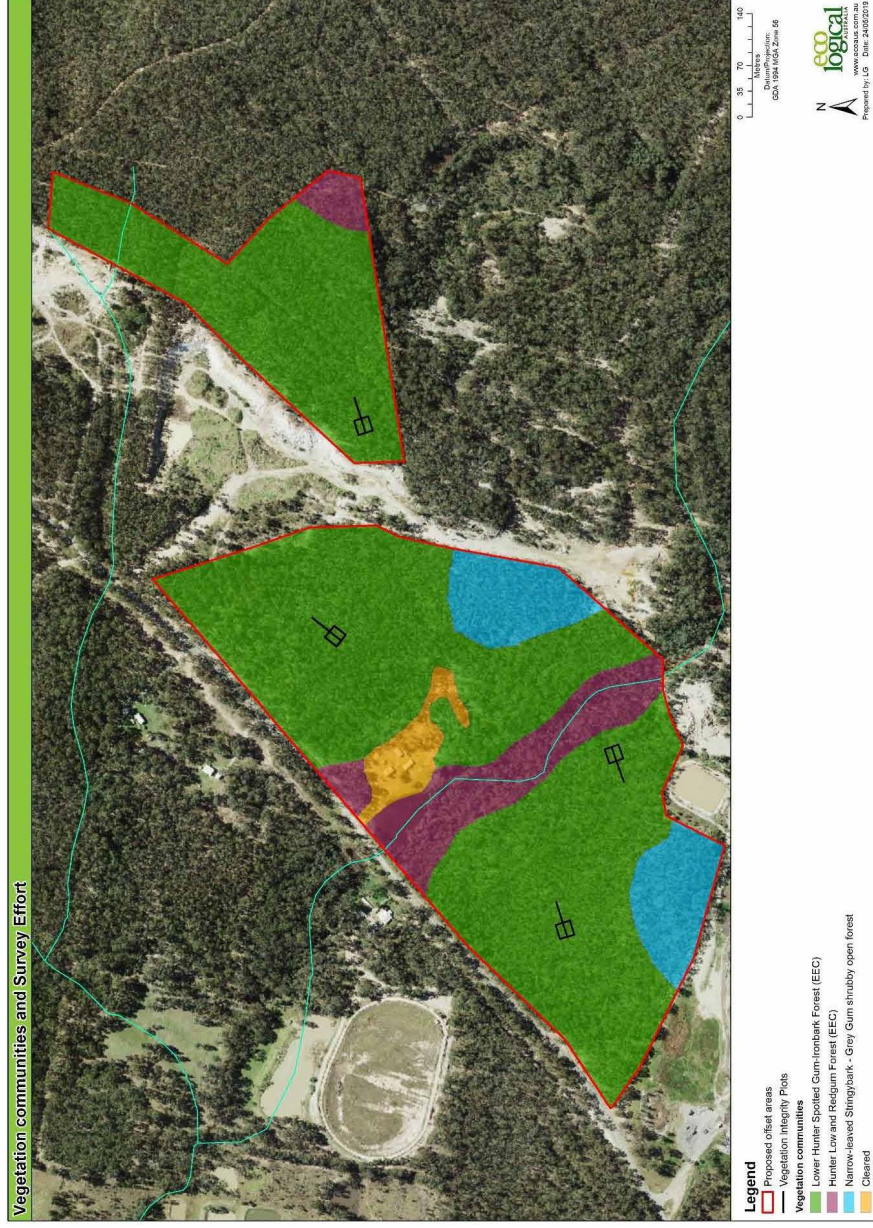 Vegetation communities and Survey Effort
Legend
Proposed offset areas
Vegetation Integrity Plots
Vegetation communities
Lower Hunter Spotted Gum-Ironbark Forest (EEC)
Hunter Low and Redgum Forest (EEC)
Narrow-leaved Stringybark - Grey Gum shrubby open forest
Cleared
0 35 70 140
Metres
Datum/Projection:
GDA 1994 MGA Zone 56
N
eco
logical
AUSTRALIA
www.ecoaus.com.au
Prepared by: LG Date: 24/05/2019